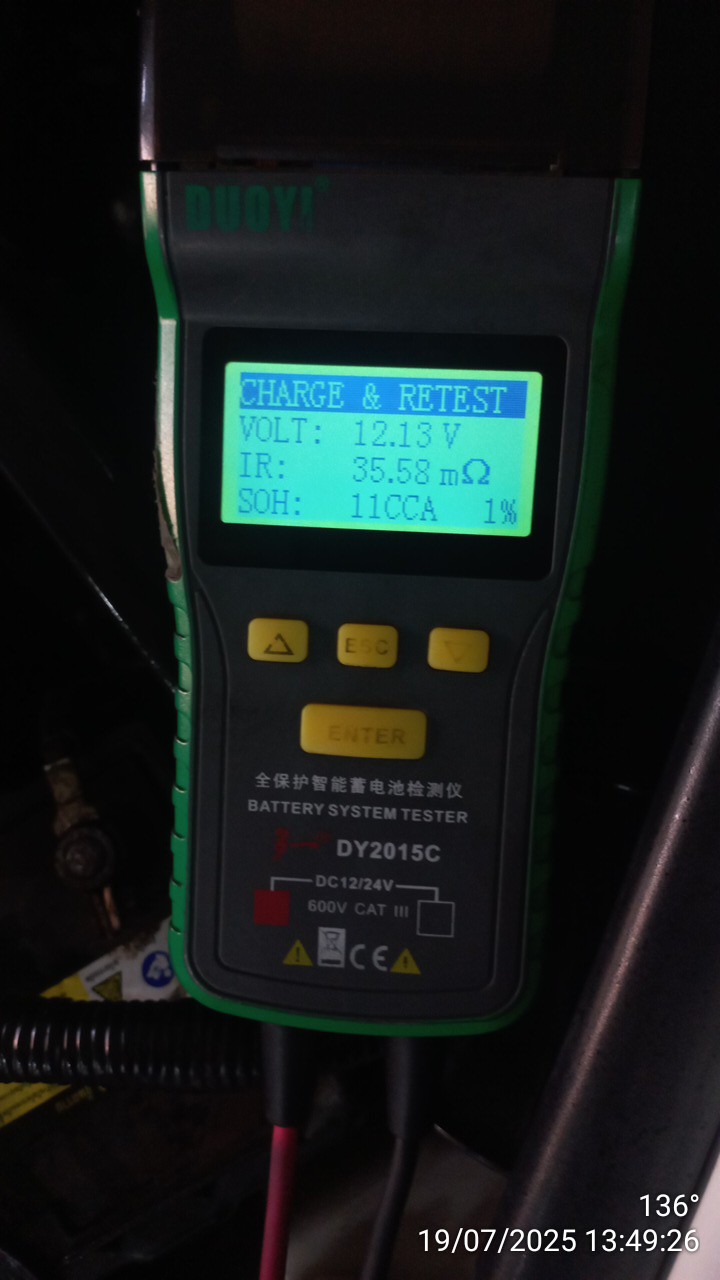 DUOYI®
CHARGE & RETEST
VOLT: 12.13 V
IR: 35.58 mΩ
SOH: 11CCA 1%
ESC
ENTER
全保护智能蓄电池检测仪
BATTERY SYSTEM TESTER
DY2015C
DC12/24V
600V CAT III
CE
136°
19/07/2025 13:49:26